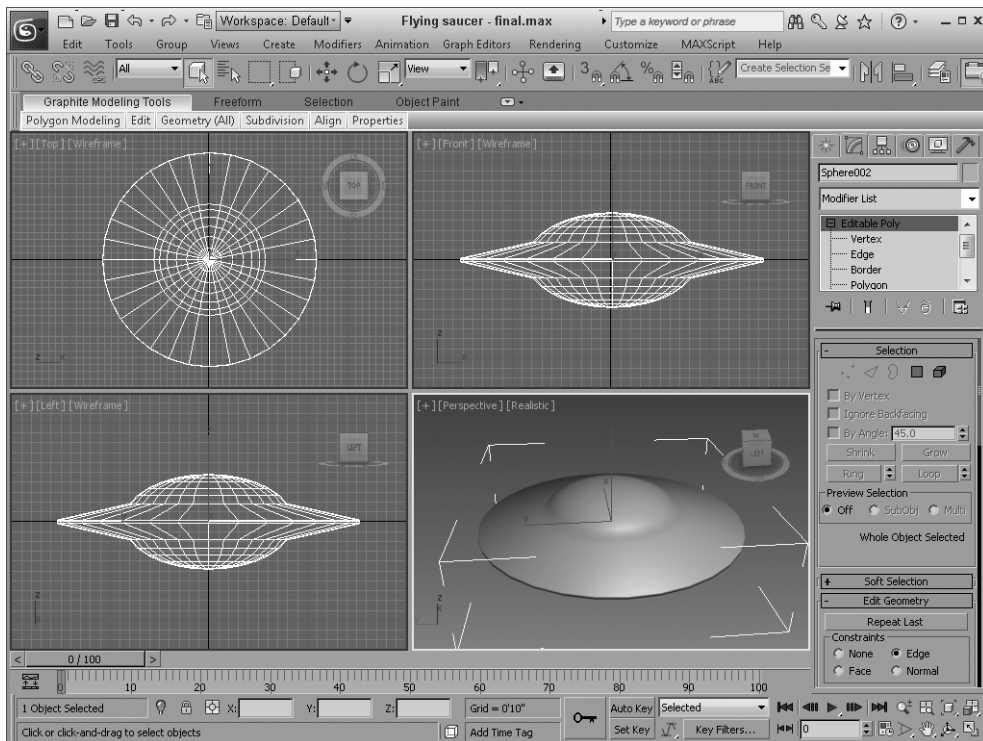 Workspace: Default
Flying saucer - final.max
Type a keyword or phrase
Edit Tools Group Views Create Modifiers Animation Graph Editors Rendering Customize MAXScript Help
All
View
3
%
ABC
Create Selection Se
Graphite Modeling Tools Freeform Selection Object Paint
Polygon Modeling Edit Geometry (All) Subdivision Align Properties
[+][Top][Wireframe]
TOP
z x
[+][Front][Wireframe]
FRONT
[+][Left][Wireframe]
LEFT
z
[+][Perspective][Realistic]
LEFT
x
z
Sphere002
Modifier List
Editable Poly
Vertex
Edge
Border
Polygon
- Selection
By Vertex
Ignore Backfacing
By Angle: 45.0
Shrink Grow
Ring Loop
Preview Selection
Off SubObj Multi
Whole Object Selected
+ Soft Selection
- Edit Geometry
Repeat Last
Constraints
None Edge
Face Normal
< 0 / 100 >
0 10 20 30 40 50 60 70 80 90 100
1 Object Selected X: Y: Z: Grid = 0'10" Auto Key Selected
Click or click-and-drag to select objects Add Time Tag Set Key Key Filters... 0